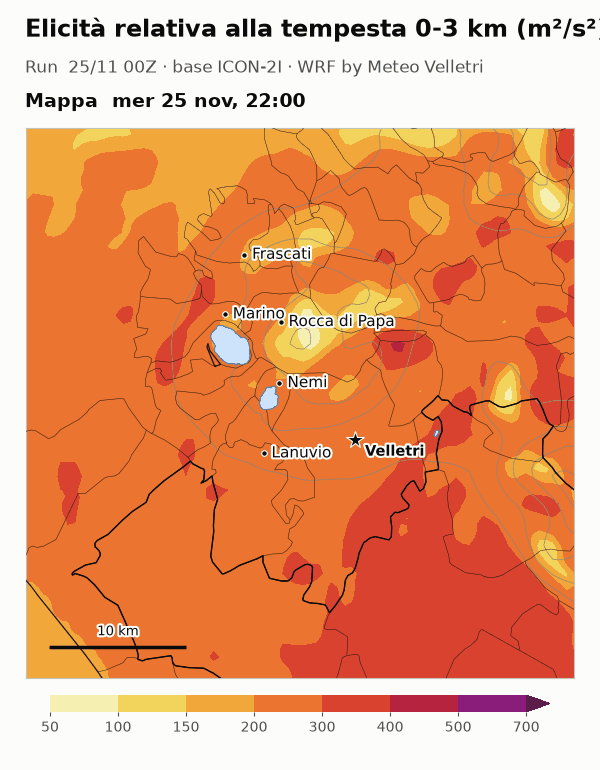 Elicità relativa alla tempesta 0-3 km (m²/s²)
Run  25/11 00Z · base ICON-2I · WRF by Meteo Velletri
Mappa  mer 25 nov, 22:00
Frascati
Marino
Rocca di Papa
Nemi
Velletri
Lanuvio
10 km
50 100 150 200 300 400 500 700